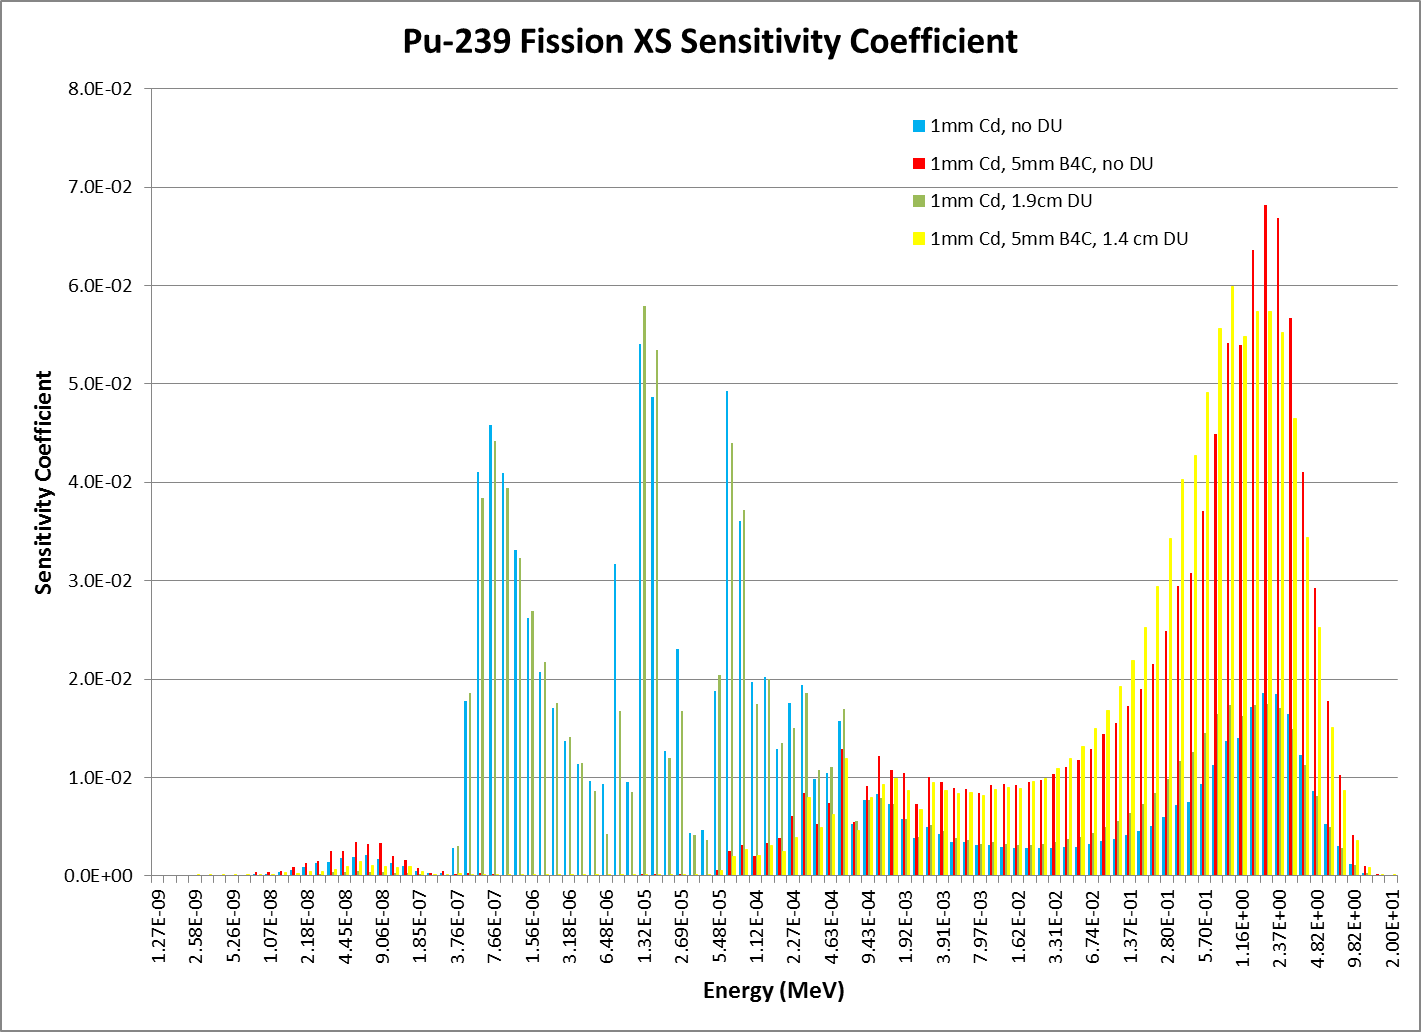 Pu-239 Fission XS Sensitivity Coefficient
8.0E-02
7.0E-02
6.0E-02
5.0E-02
4.0E-02
3.0E-02
2.0E-02
1.0E-02
0.0E+00
Sensitivity Coefficient
1mm Cd, no DU
1mm Cd, 5mm B4C, no DU
1mm Cd, 1.9cm DU
1mm Cd, 5mm B4C, 1.4 cm DU
1.27E-09
2.58E-09
5.26E-09
1.07E-08
2.18E-08
4.45E-08
9.06E-08
1.85E-07
3.76E-07
7.66E-07
1.56E-06
3.18E-06
6.48E-06
1.32E-05
2.69E-05
5.48E-05
1.12E-04
2.27E-04
4.63E-04
9.43E-04
1.92E-03
3.91E-03
7.97E-03
1.62E-02
3.31E-02
6.74E-02
1.37E-01
2.80E-01
5.70E-01
1.16E+00
2.37E+00
4.82E+00
9.82E+00
2.00E+01
Energy (MeV)